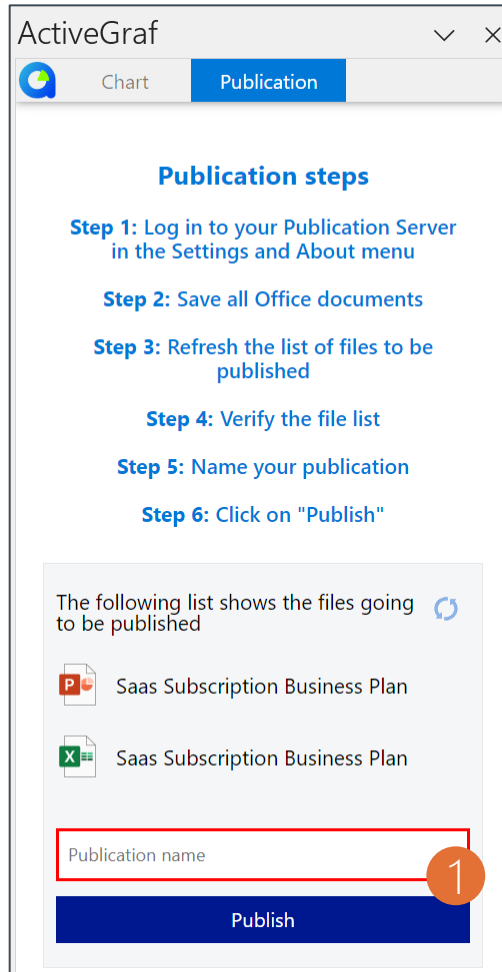 ActiveGraf
Chart
Publication
Publication steps
Step 1: Log in to your Publication Server
in the Settings and About menu
Step 2: Save all Office documents
Step 3: Refresh the list of files to be
published
Step 4: Verify the file list
Step 5: Name your publication
Step 6: Click on "Publish"
The following list shows the files going
to be published
P
Saas Subscription Business Plan
X
Saas Subscription Business Plan
Publication name
1
Publish